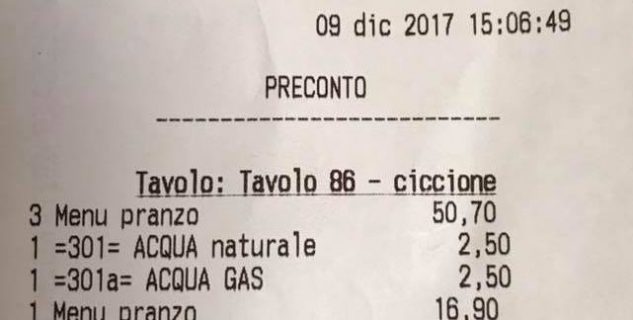 09 dic 2017 15:06:49
PRECONTO
----------------------------
Tavolo: Tavolo 86 - ciccione
3 Menu pranzo 50,70
1 =301= ACQUA naturale 2,50
1 =301a= ACQUA GAS 2,50
1 Menu pranzo 16,90